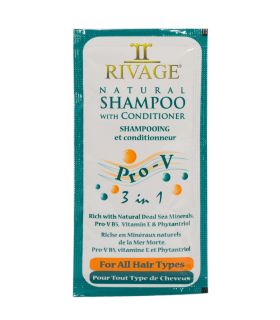 RIVAGE®
NATURAL
SHAMPOO
WITH CONDITIONER
SHAMPOOING
et conditionneur
Pro-V
3 in 1
Rich with Natural Dead Sea Minerals,
Pro-V B5, Vitamin E & Phytantriol
Riche en Minéraux naturels
de la Mer Morte,
Pro-V B5, vitamine E et Phytantriol
For All Hair Types
Pour Tout Type de Cheveux